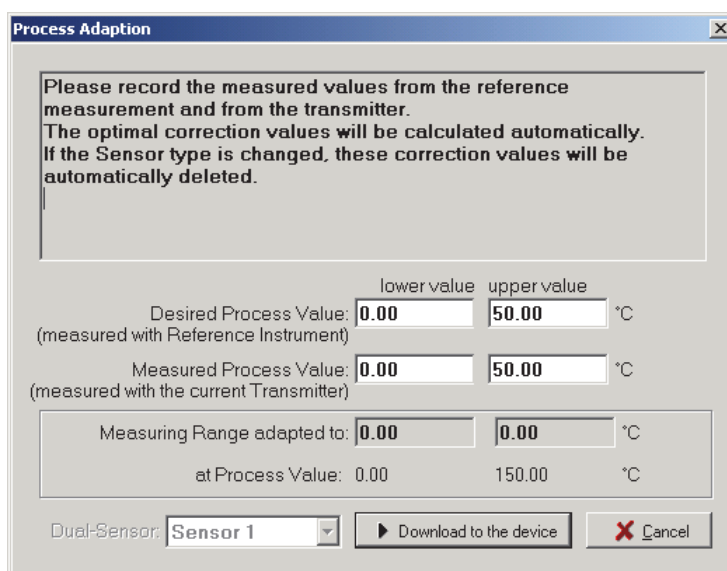 Process Adaption
Please record the measured values from the reference
measurement and from the transmitter.
The optimal correction values will be calculated automatically.
If the Sensor type is changed, these correction values will be
automatically deleted.
lower value upper value
Desired Process Value: 0.00 50.00 °C
(measured with Reference Instrument)
Measured Process Value: 0.00 50.00 °C
(measured with the current Transmitter)
Measuring Range adapted to: 0.00 0.00 °C
at Process Value: 0.00 150.00 °C
Dual-Sensor: Sensor 1 Download to the device Cancel